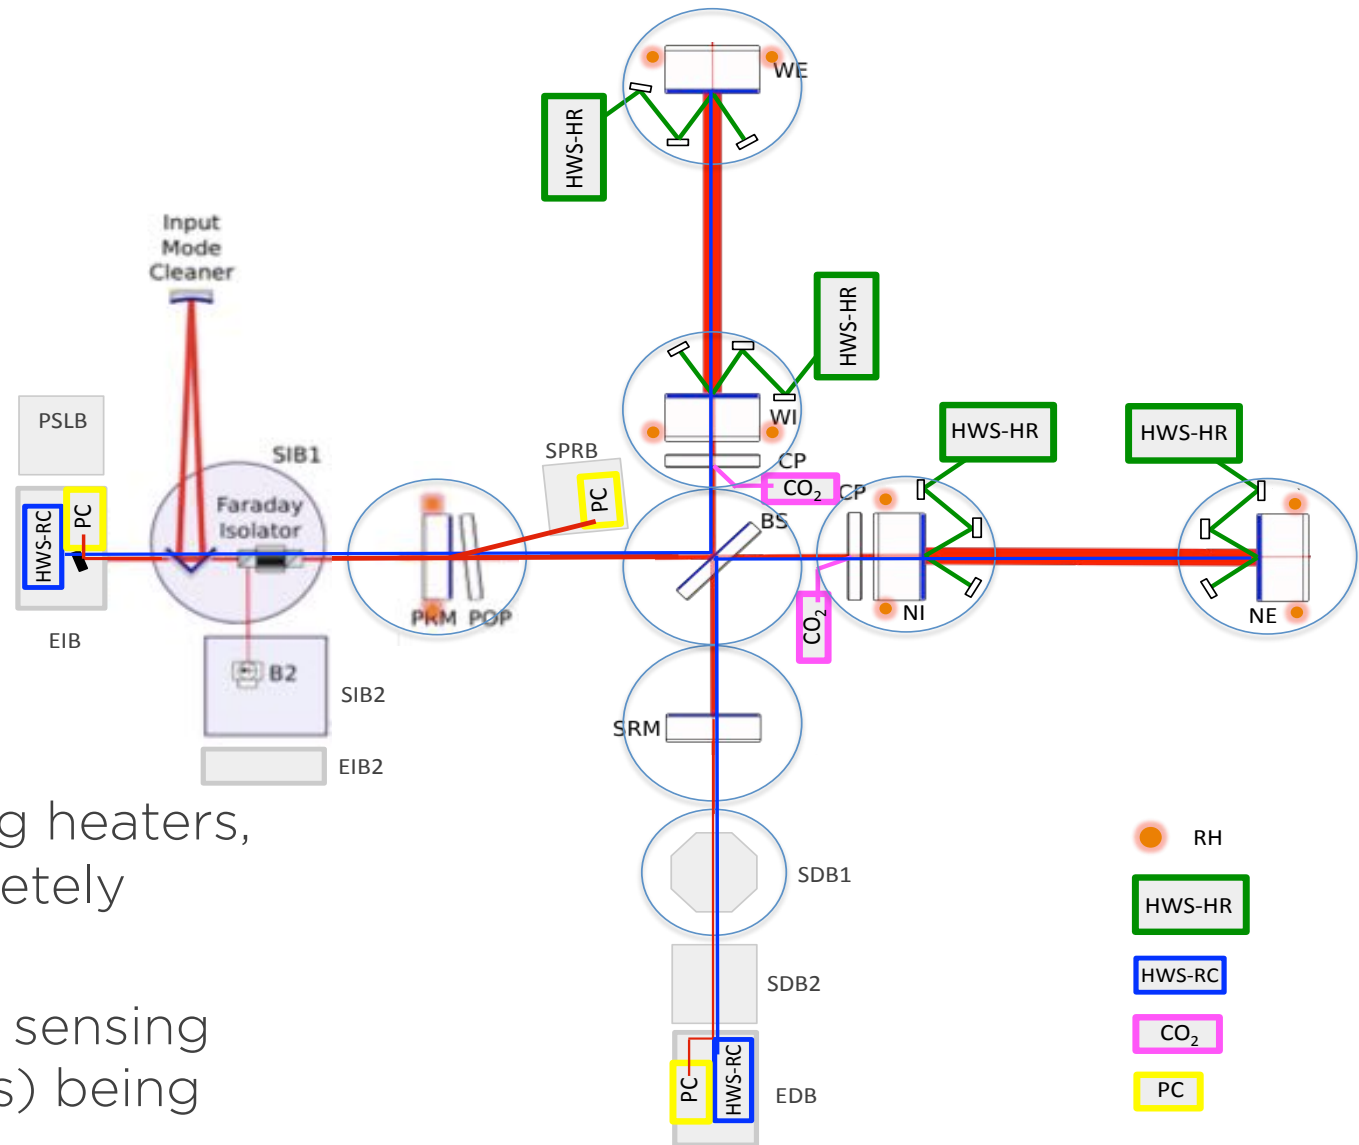 WE
HWS-HR
Input
Mode
Cleaner
HWS-HR
PSLB
WI
SIB1
SPRB
HWS-HR
HWS-HR
CP
CO₂
CP
PC
Faraday
Isolator
BS
HWS-RC
PC
PRM POP
NI
NE
CO₂
EIB
B2
SIB2
SRM
EIB2
g heaters,
etely
RH
SDB1
HWS-HR
SDB2
HWS-RC
sensing
CO₂
s) being
PC
HWS-RC
EDB
PC